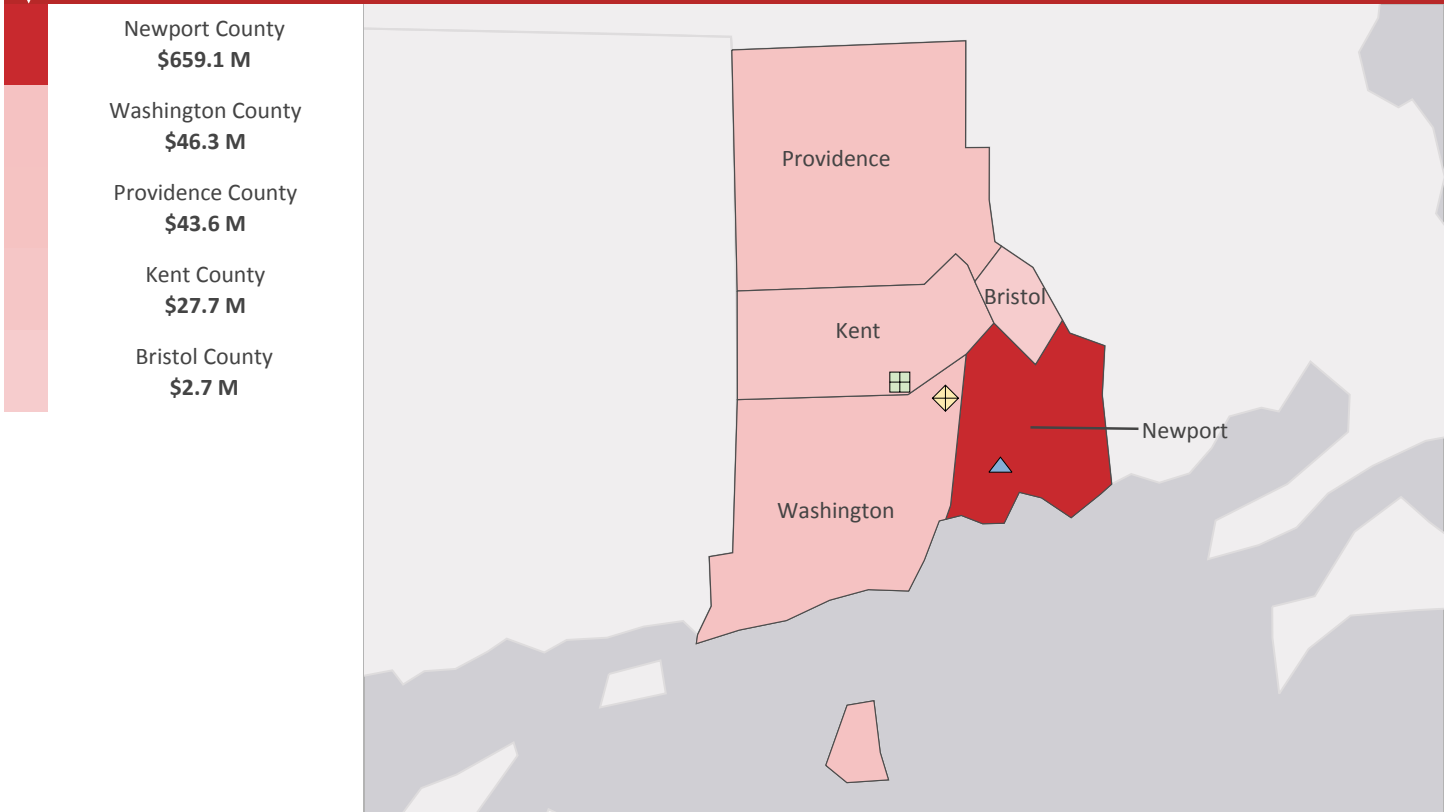 Newport County
$659.1 M
Washington County
$46.3 M
Providence County
$43.6 M
Kent County
$27.7 M
Bristol County
$2.7 M
Providence
Bristol
Kent
Newport
Washington